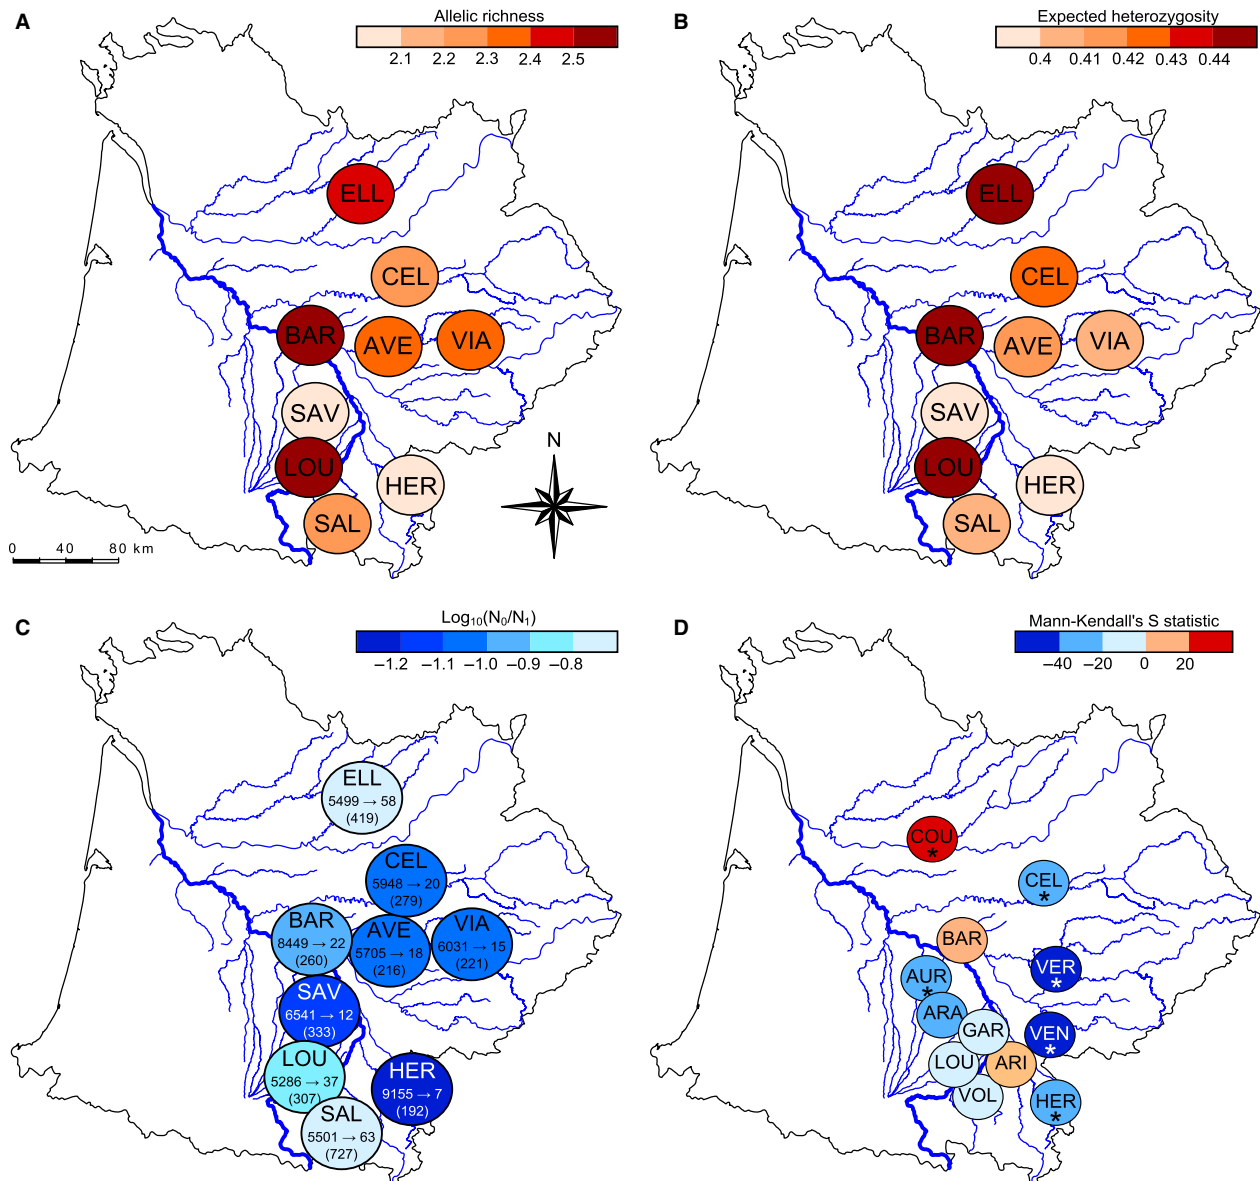 A
Allelic richness
2.1 2.2 2.3 2.4 2.5
ELL
CEL
BAR
AVE
VIA
SAV
LOU
HER
SAL
N
0 40 80 km
B
Expected heterozygosity
0.4 0.41 0.42 0.43 0.44
ELL
CEL
BAR
AVE
VIA
SAV
LOU
HER
SAL
C
Log₁₀(N₀/N₁)
−1.2 −1.1 −1.0 −0.9 −0.8
ELL
5499 → 58
(419)
CEL
5948 → 20
(279)
BAR
8449 → 22
(260)
AVE
5705 → 18
(216)
VIA
6031 → 15
(221)
SAV
6541 → 12
(333)
LOU
5286 → 37
(307)
HER
9155 → 7
(192)
SAL
5501 → 63
(727)
D
Mann-Kendall's S statistic
−40 −20 0 20
COU
*
CEL
*
BAR
VER
*
AUR
*
ARA
GAR
VEN
*
LOU
ARI
VOL
HER
*